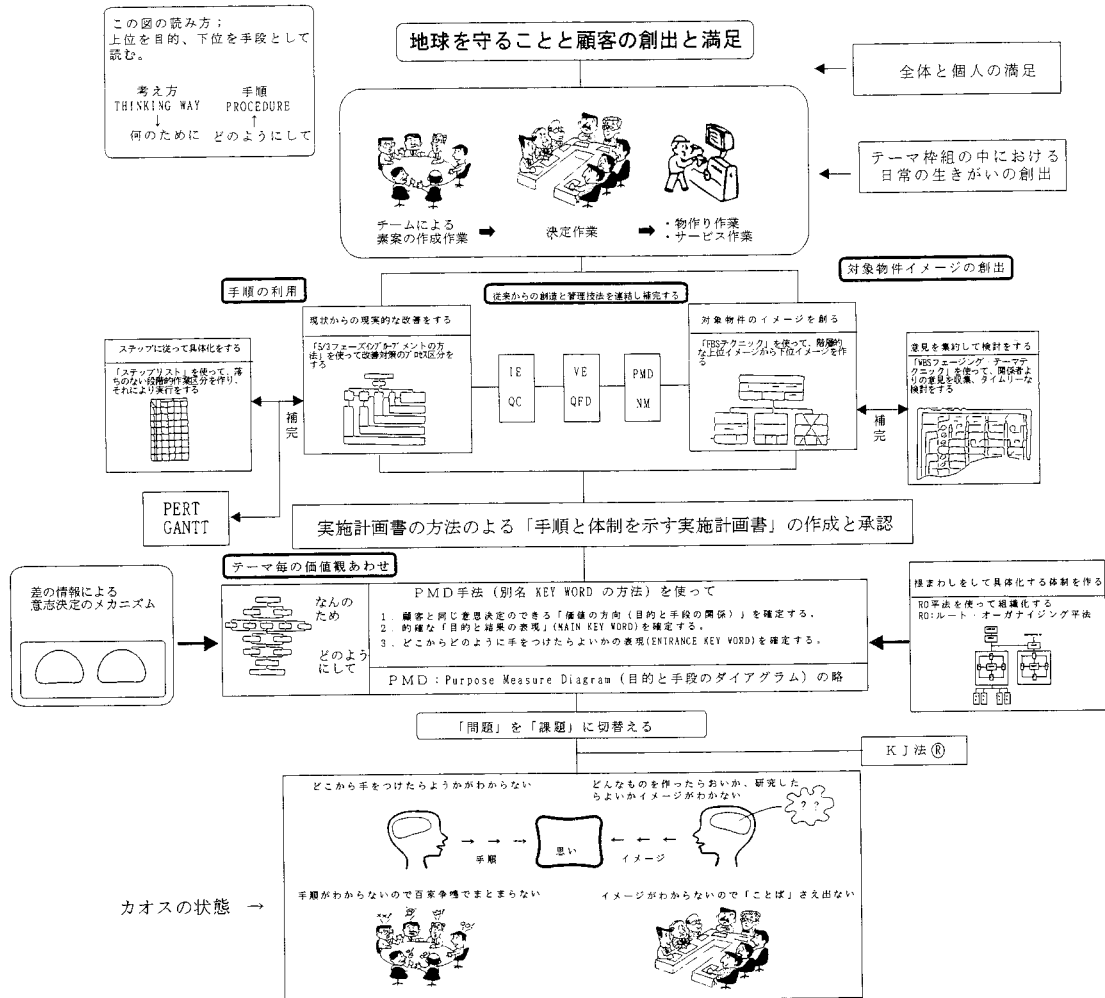 この図の読み方；
上位を目的、下位を手段として
読む。
考え方
THINKING WAY
↓
何のために
手順
PROCEDURE
↑
どのようにして
地球を守ることと顧客の創出と満足
全体と個人の満足
テーマ枠組の中における
日常の生きがいの創出
チームによる
素案の作成作業
決定作業
・物作り作業
・サービス作業
手順の利用
従来からの創造と管理技法を連結し補完する
対象物件イメージの創出
ステップに従って具体化をする
「ステップリスト」を使って、落
ちのない段階的作業区分を作り、
それにより実行をする
補完
現状からの現実的な改善をする
法」を使って改善対策のプロセス区分を
する
IE
QC
VE
QFD
PMD
NM
対象物件のイメージを創る
「FBSテクニック」を使って、階層的
な上位イメージから下位イメージを作
る
補完
意見を集約して検討をする
「WBSフェージング・テーマテ
クニック」を使って、関係者よ
りの意見を収集、タイムリーな
検討をする
PERT
GANTT
実施計画書の方法のよる「手順と体制を示す実施計画書」の作成と承認
テーマ毎の価値観あわせ
差の情報による
意志決定のメカニズム
なんの
ため
どのよう
にして
PMD手法（別名 KEY WORD の方法）を使って
1. 顧客と同じ意思決定のできる「価値の方向（目的と手段の関係）」を確定する。
2. 的確な「目的と結果の表現」(MAIN KEY WORD)を確定する。
3. どこからどのように手をつけたらよいかの表現(ENTRANCE KEY WORD)を確定する。
PMD：Purpose Measure Diagram（目的と手段のダイアグラム）の略
根まわしをして具体化する体制を作る
RO平法を使って組織化する
RO:ルート・オーガナイジング平法
「問題」を「課題」に切替える
KJ法Ⓡ
どこから手をつけたらようかがわからない
どんなものを作ったらおいか、研究した
らよいかイメージがわかない
? ?
→ → →
手順
思い
← ← ←
イメージ
カオスの状態 →
手順がわからないので百家争鳴でまとまらない
イメージがわからないので「ことば」さえ出ない